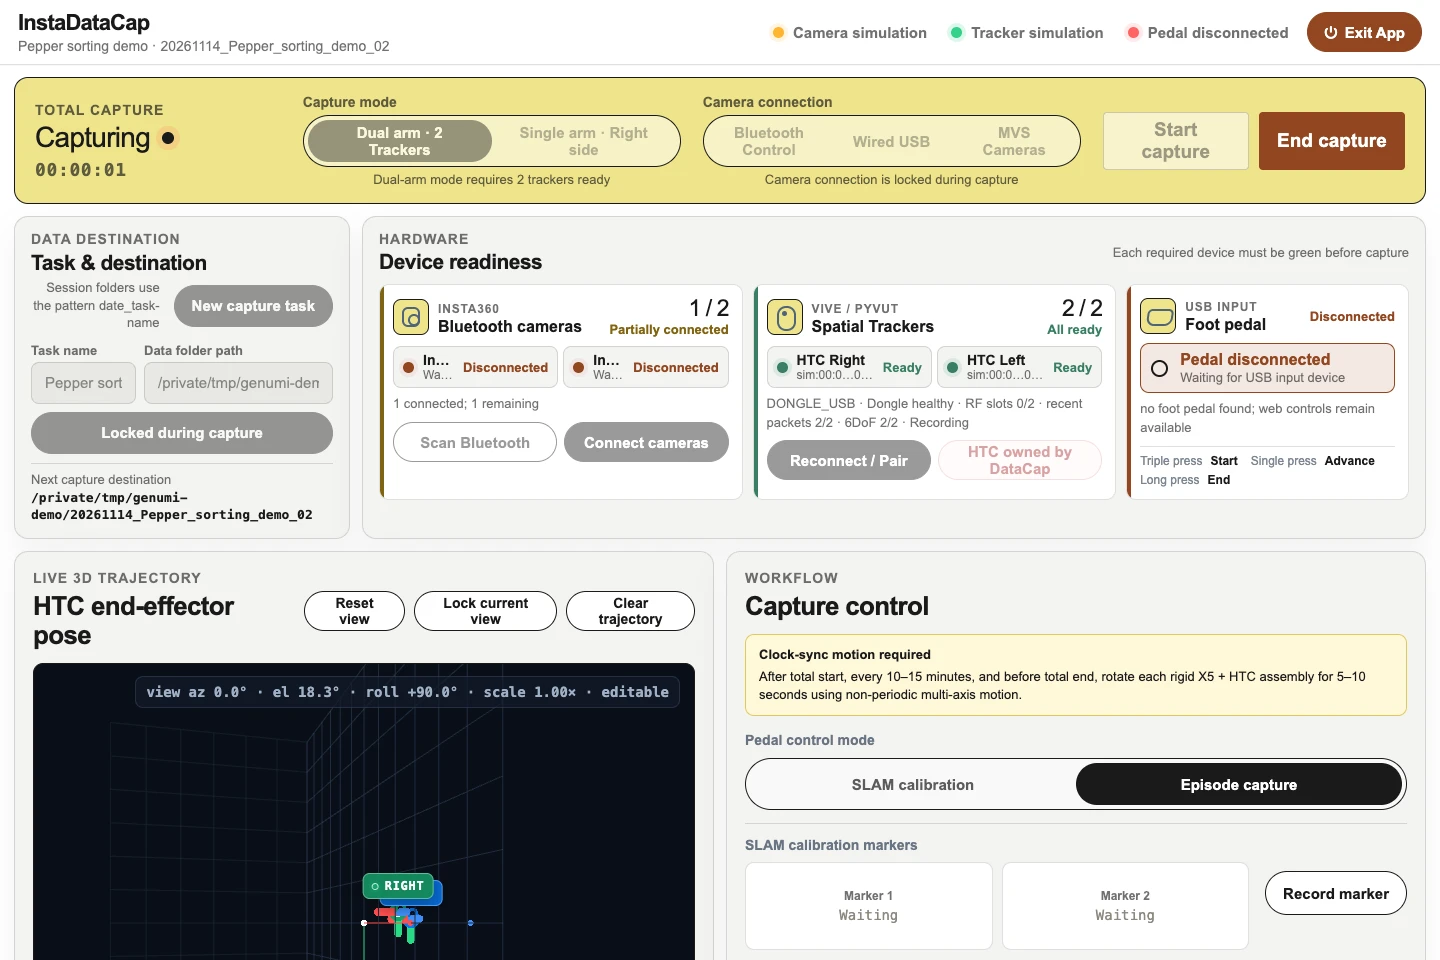 InstaDataCap
Pepper sorting demo · 20261114_Pepper_sorting_demo_02
Camera simulation
Tracker simulation
Pedal disconnected
Exit App
TOTAL CAPTURE
Capturing
00:00:01
Capture mode
Dual arm · 2
Trackers
Single arm · Right
side
Dual-arm mode requires 2 trackers ready
Camera connection
Bluetooth
Control
Wired USB
MVS
Cameras
Camera connection is locked during capture
Start
capture
End capture
DATA DESTINATION
Task & destination
Session folders use
the pattern date_task-
name
New capture task
Task name
Data folder path
Pepper sort
/private/tmp/genumi-den
Locked during capture
Next capture destination
/private/tmp/genumi-
demo/20261114_Pepper_sorting_demo_02
HARDWARE
Device readiness
Each required device must be green before capture
INSTA360
Bluetooth cameras
1 / 2
Partially connected
In...
Wa...
Disconnected
In...
Wa...
Disconnected
1 connected; 1 remaining
Scan Bluetooth
Connect cameras
VIVE / PYVUT
Spatial Trackers
2 / 2
All ready
HTC Right
sim:00:0...0...
Ready
HTC Left
sim:00:0...0...
Ready
DONGLE_USB · Dongle healthy · RF slots 0/2 · recent
packets 2/2 · 6DoF 2/2 · Recording
Reconnect / Pair
HTC owned by
DataCap
USB INPUT
Foot pedal
Disconnected
Pedal disconnected
Waiting for USB input device
no foot pedal found; web controls remain
available
Triple press Start Single press Advance
Long press End
LIVE 3D TRAJECTORY
HTC end-effector
pose
Reset
view
Lock current
view
Clear
trajectory
view az 0.0° · el 18.3° · roll +90.0° · scale 1.00× · editable
RIGHT
WORKFLOW
Capture control
Clock-sync motion required
After total start, every 10–15 minutes, and before total end, rotate each rigid X5 + HTC assembly for 5–10
seconds using non-periodic multi-axis motion.
Pedal control mode
SLAM calibration
Episode capture
SLAM calibration markers
Marker 1
Waiting
Marker 2
Waiting
Record marker